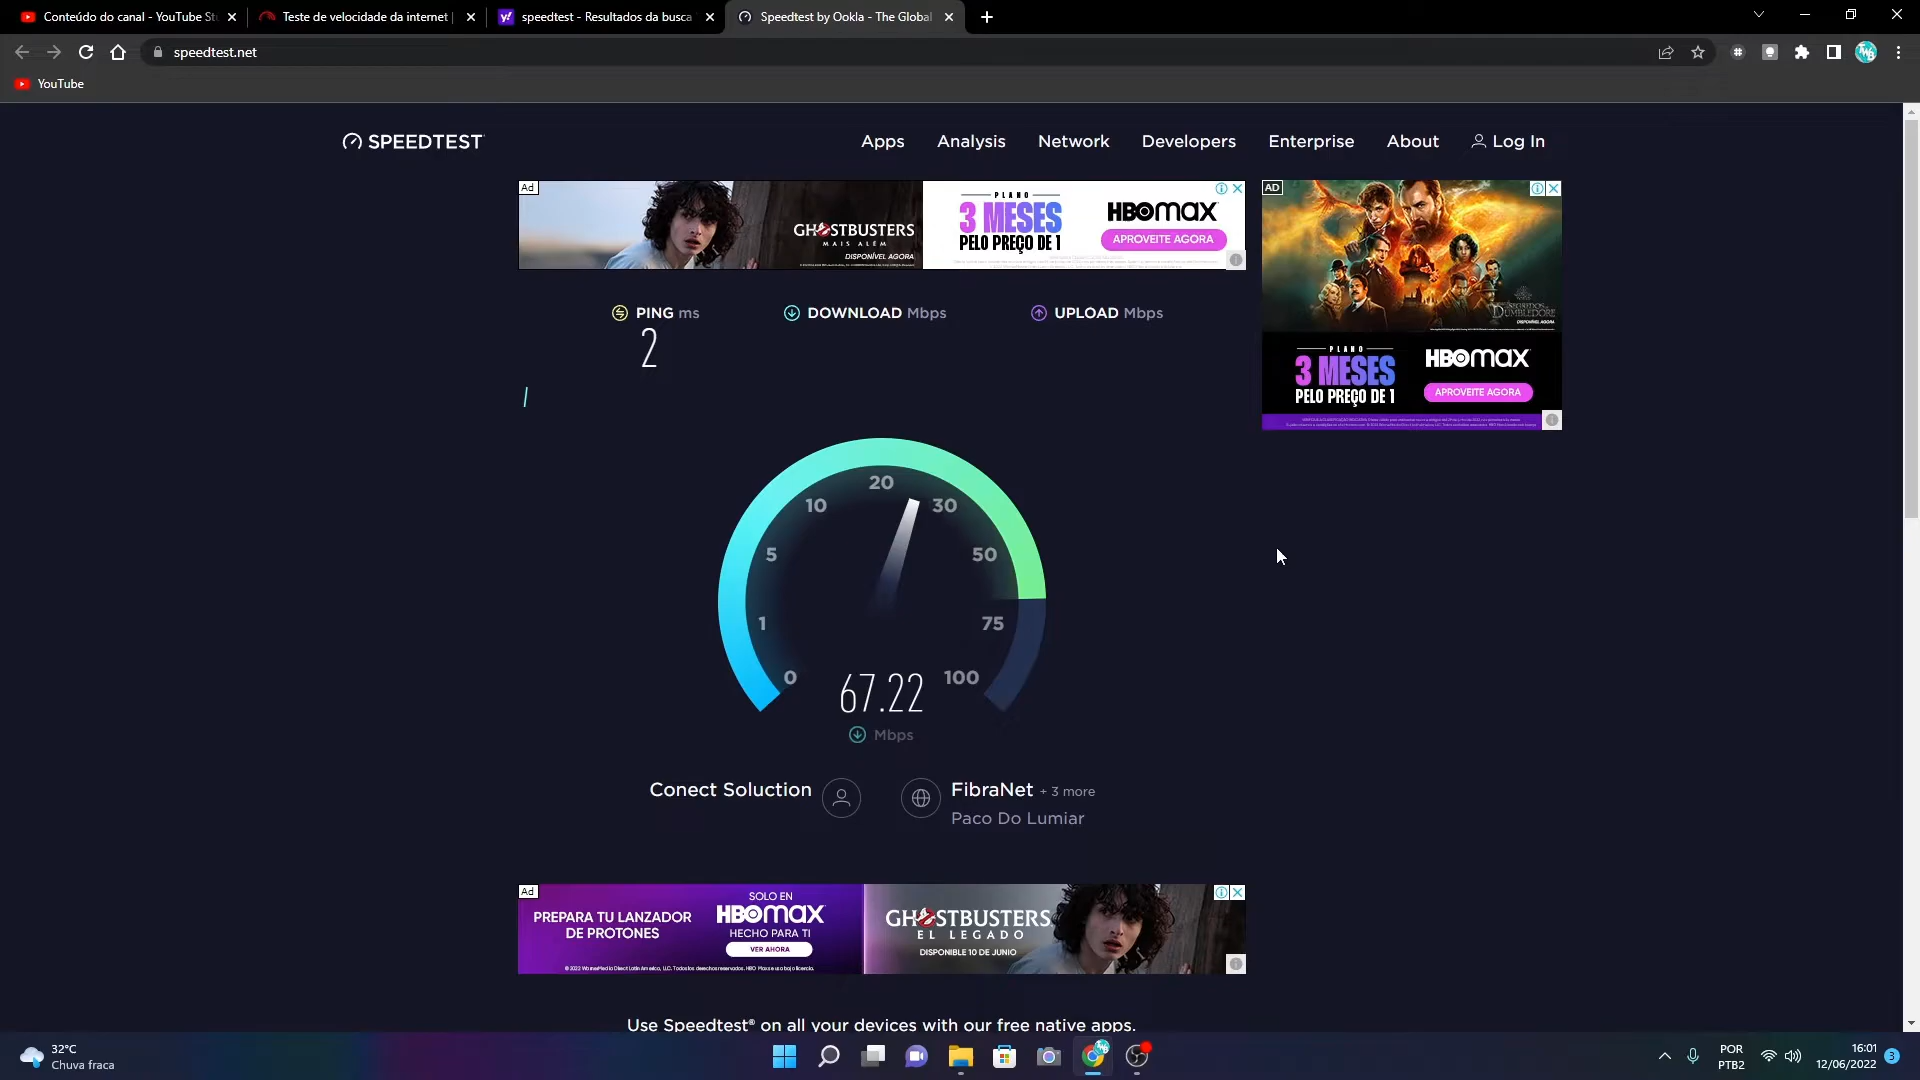 Conteúdo do canal - YouTube St
Teste de velocidade da internet |
speedtest - Resultados da busca
Speedtest by Ookla - The Global
speedtest.net
YouTube
SPEEDTEST
Apps
Analysis
Network
Developers
Enterprise
About
Log In
Ad
GHOSTBUSTERS
MAIS ALÉM
DISPONÍVEL AGORA
PLANO
3 MESES
PELO PREÇO DE 1
HBOMAX
APROVEITE AGORA
AD
SEGREDOS
DUMBLEDORE
DISPONÍVEL AGORA
PLANO
3 MESES
PELO PREÇO DE 1
HBOMAX
APROVEITE AGORA
PING ms
2
DOWNLOAD Mbps
UPLOAD Mbps
0
1
5
10
20
30
50
75
100
67.22
Mbps
Conect Soluction
FibraNet + 3 more
Paco Do Lumiar
Ad
PREPARA TU LANZADOR
DE PROTONES
SOLO EN
HBOMAX
HECHO PARA TI
VER AHORA
GHOSTBUSTERS
EL LEGADO
DISPONIBLE 10 DE JUNIO
Use Speedtest® on all your devices with our free native apps.
32°C
Chuva fraca
POR
PTB2
16:01
12/06/2022
3